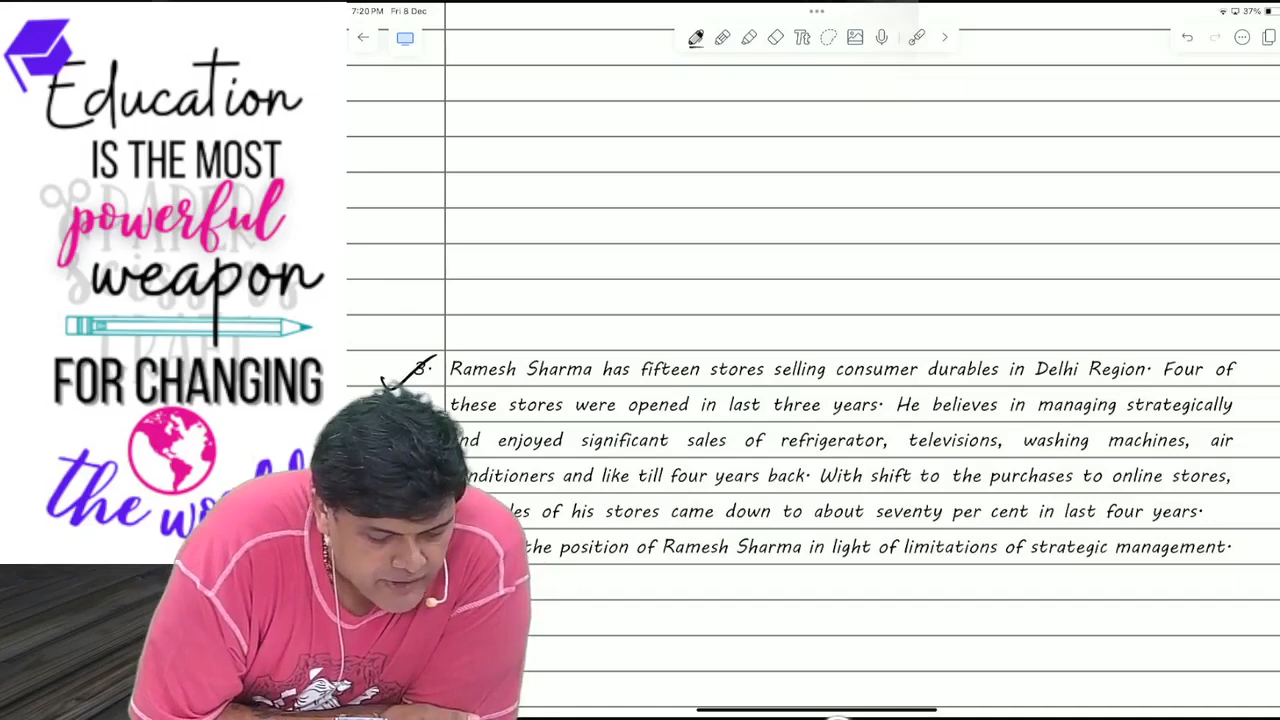 7:20 PM Fri 8 Dec
37%
Tt
Education
IS THE MOST
powerful
weapon
FOR CHANGING
the
3. Ramesh Sharma has fifteen stores selling consumer durables in Delhi Region. Four of
these stores were opened in last three years. He believes in managing strategically
enjoyed significant sales of refrigerator, televisions, washing machines, air
and like till four years back. With shift to the purchases to online stores,
of his stores came down to about seventy per cent in last four years.
the position of Ramesh Sharma in light of limitations of strategic management.